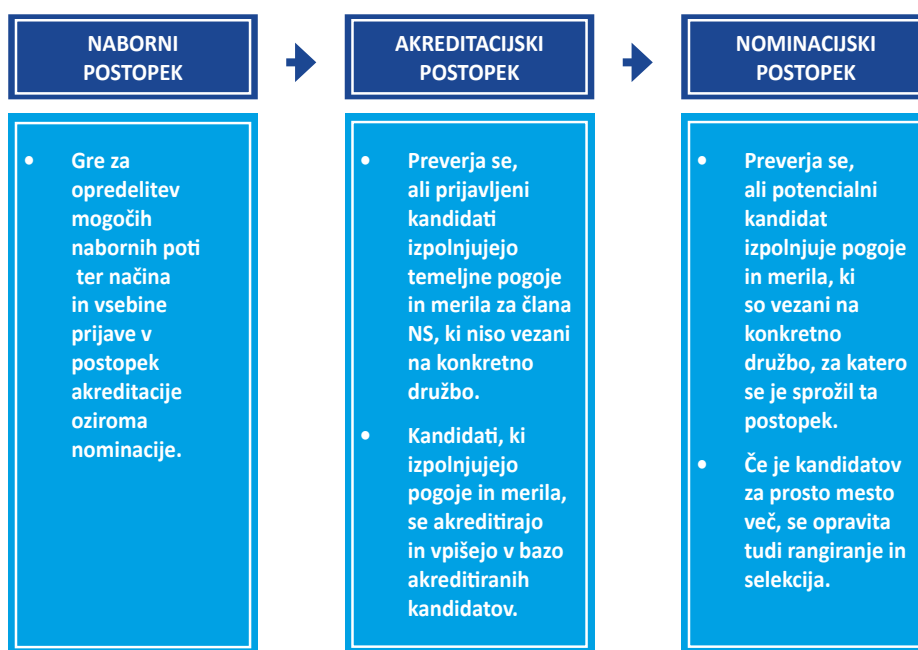 NABORNI
POSTOPEK
AKREDITACIJSKI
POSTOPEK
NOMINACIJSKI
POSTOPEK
• Gre za
opredelitev
mogočih
nabornih poti
ter načina
in vsebine
prijave v
postopek
akreditacije
oziroma
nominacije.
• Preverja se,
ali prijavljeni
kandidati
izpolnjujejo
temeljne pogoje
in merila za člana
NS, ki niso vezani
na konkretno
družbo.
• Kandidati, ki
izpolnjujejo
pogoje in merila,
se akreditirajo
in vpišejo v bazo
akreditiranih
kandidatov.
• Preverja se,
ali potencialni
kandidat
izpolnjuje pogoje
in merila, ki
so vezani na
konkretno
družbo, za katero
se je sprožil ta
postopek.
• Če je kandidatov
za prosto mesto
več, se opravita
tudi rangiranje in
selekcija.